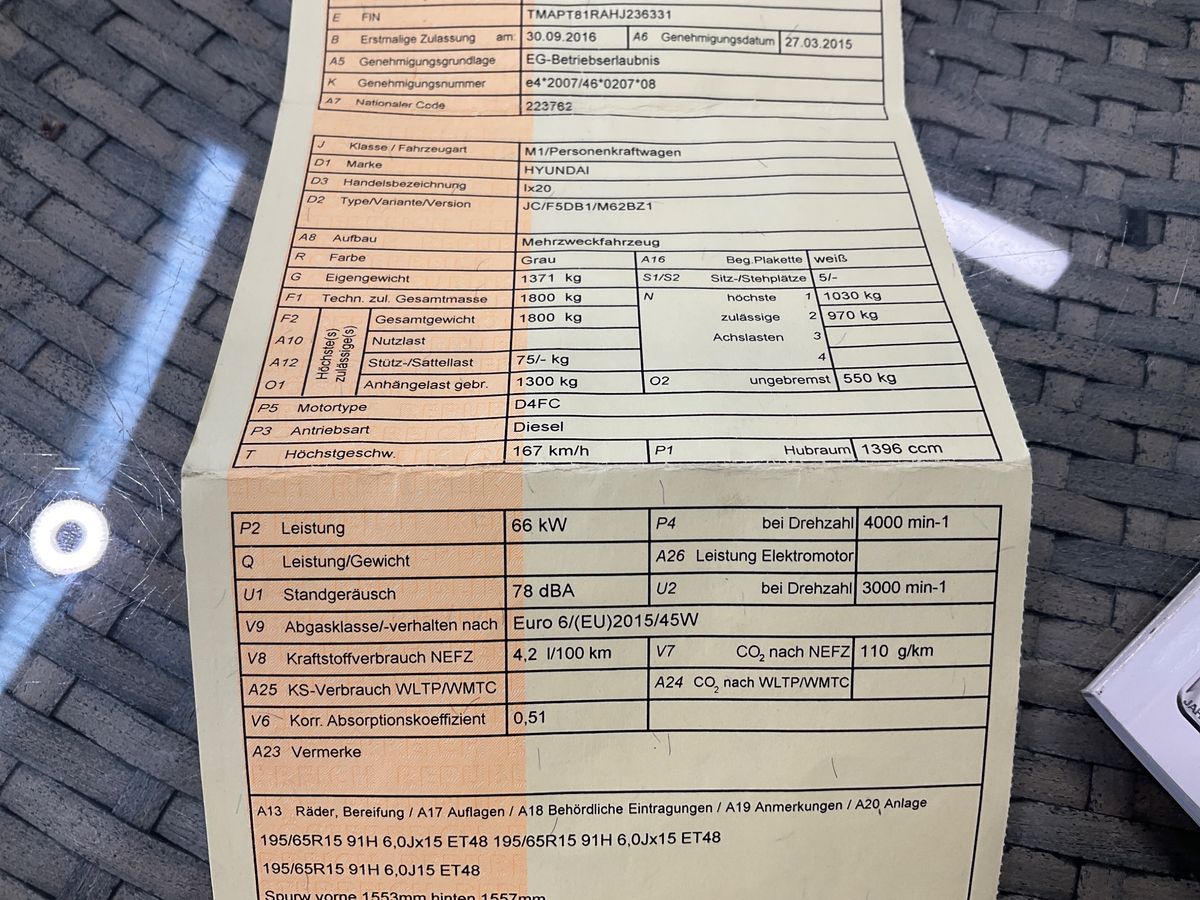 E FIN TMAPT81RAHJ236331
B Erstmalige Zulassung am: 30.09.2016 A6 Genehmigungsdatum 27.03.2015
A5 Genehmigungsgrundlage EG-Betriebserlaubnis
K Genehmigungsnummer e4*2007/46*0207*08
A7 Nationaler Code 223762
J Klasse / Fahrzeugart M1/Personenkraftwagen
D1 Marke HYUNDAI
D3 Handelsbezeichnung Ix20
D2 Type/Variante/Version JC/F5DB1/M62BZ1
A8 Aufbau Mehrzweckfahrzeug
R Farbe Grau A16 Beg.Plakette weiß
G Eigengewicht 1371 kg S1/S2 Sitz-/Stehplätze 5/-
F1 Techn. zul. Gesamtmasse 1800 kg N höchste 1 1030 kg
F2 Höchste(s) zulässige(s) Gesamtgewicht 1800 kg zulässige 2 970 kg
A10 Nutzlast Achslasten 3
A12 Stütz-/Sattellast 75/- kg 4
O1 Anhängelast gebr. 1300 kg O2 ungebremst 550 kg
P5 Motortype D4FC
P3 Antriebsart Diesel
T Höchstgeschw. 167 km/h P1 Hubraum 1396 ccm
P2 Leistung 66 kW P4 bei Drehzahl 4000 min-1
Q Leistung/Gewicht A26 Leistung Elektromotor
U1 Standgeräusch 78 dBA U2 bei Drehzahl 3000 min-1
V9 Abgasklasse/-verhalten nach Euro 6/(EU)2015/45W
V8 Kraftstoffverbrauch NEFZ 4,2 l/100 km V7 CO2 nach NEFZ 110 g/km
A25 KS-Verbrauch WLTP/WMTC A24 CO2 nach WLTP/WMTC
V6 Korr. Absorptionskoeffizient 0,51
A23 Vermerke
A13 Räder, Bereifung / A17 Auflagen / A18 Behördliche Eintragungen / A19 Anmerkungen / A20 Anlage
195/65R15 91H 6,0Jx15 ET48 195/65R15 91H 6,0Jx15 ET48
195/65R15 91H 6,0J15 ET48
Spurw vorne 1553mm hinten 1557mm